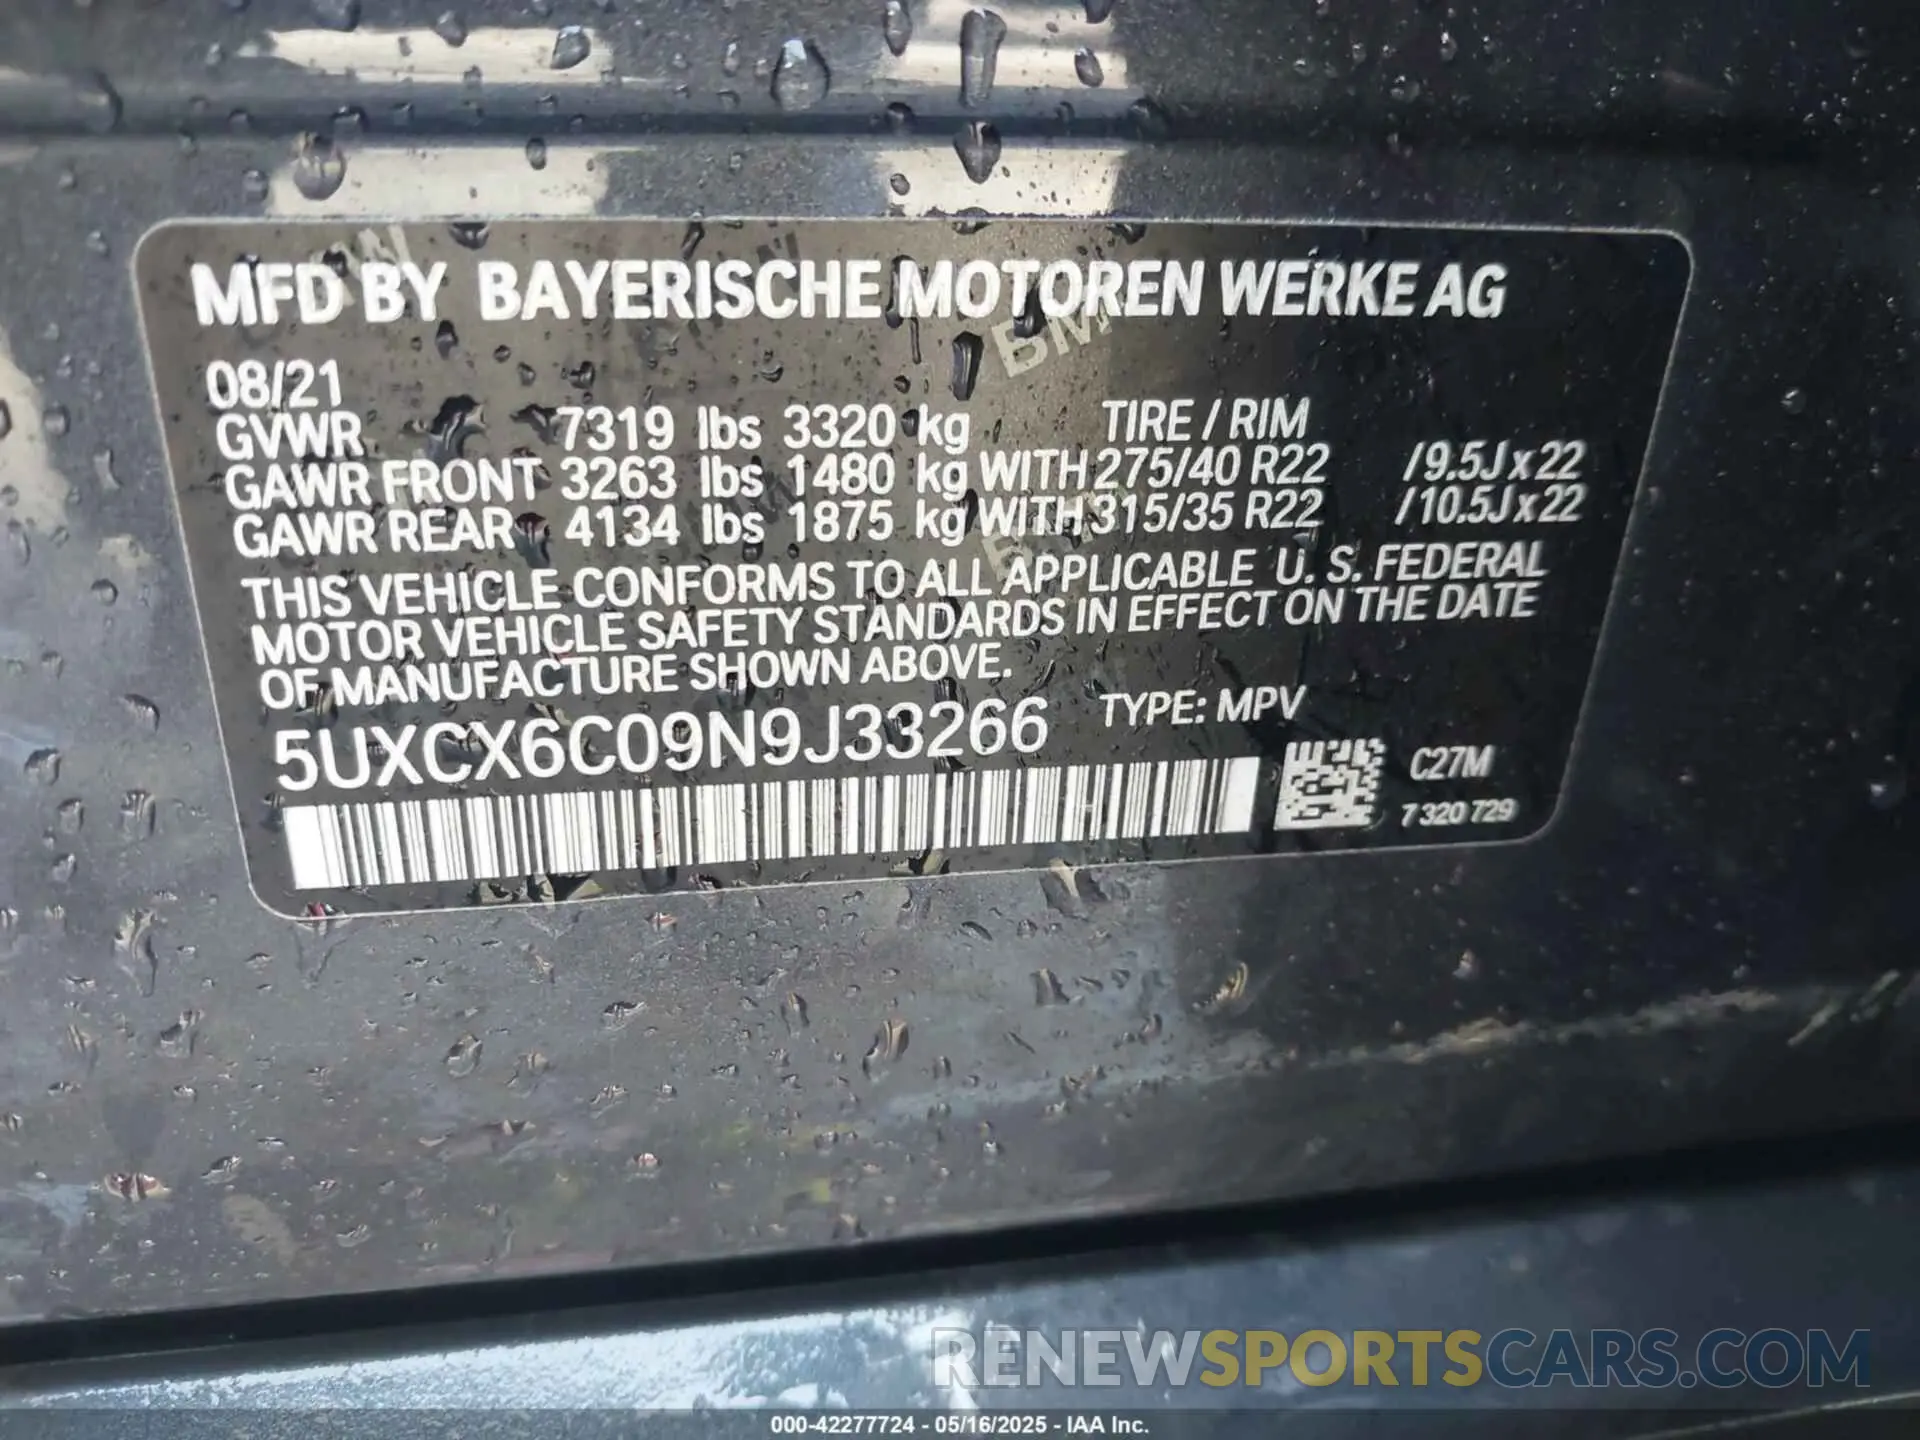 MFD BY BAYERISCHE MOTOREN WERKE AG
08/21
GVWR 7319 lbs 3320 kg TIRE / RIM
GAWR FRONT 3263 lbs 1480 kg WITH 275/40 R22 /9.5J x 22
GAWR REAR 4134 lbs 1875 kg WITH 315/35 R22 /10.5J x 22
THIS VEHICLE CONFORMS TO ALL APPLICABLE U. S. FEDERAL
MOTOR VEHICLE SAFETY STANDARDS IN EFFECT ON THE DATE
OF MANUFACTURE SHOWN ABOVE.
5UXCX6C09N9J33266 TYPE: MPV
C27M
7 320 729
RENEWSPORTSCARS.COM
000-42277724 - 05/16/2025 - IAA Inc.